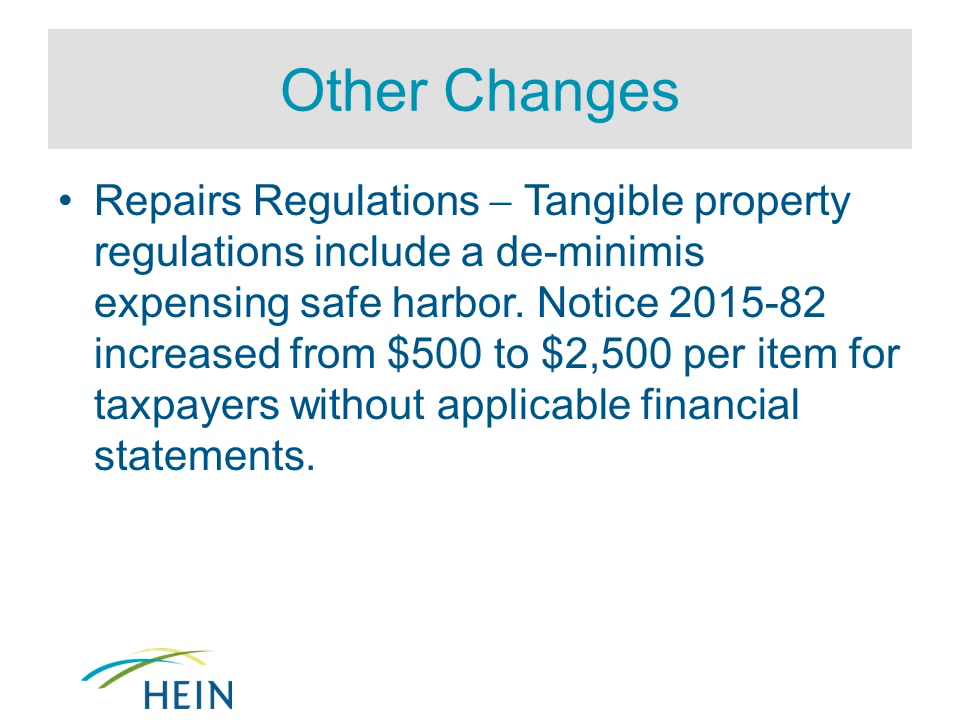 Other Changes
• Repairs Regulations – Tangible property
regulations include a de-minimis
expensing safe harbor. Notice 2015-82
increased from $500 to $2,500 per item for
taxpayers without applicable financial
statements.
HEIN